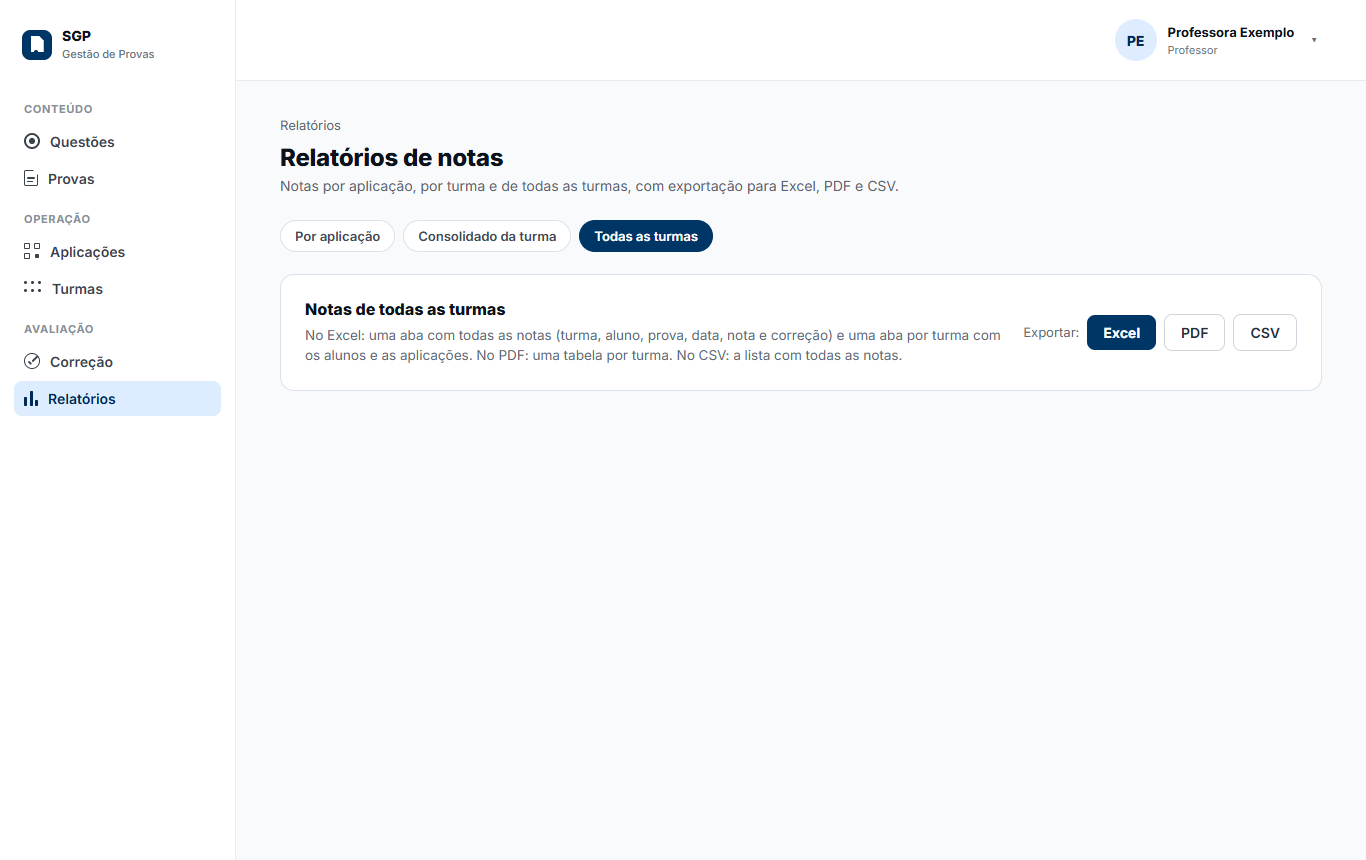 SGP
Gestão de Provas
PE
Professora Exemplo
Professor
CONTEÚDO
Questões
Provas
OPERAÇÃO
Aplicações
Turmas
AVALIAÇÃO
Correção
Relatórios
Relatórios
Relatórios de notas
Notas por aplicação, por turma e de todas as turmas, com exportação para Excel, PDF e CSV.
Por aplicação
Consolidado da turma
Todas as turmas
Notas de todas as turmas
No Excel: uma aba com todas as notas (turma, aluno, prova, data, nota e correção) e uma aba por turma com
os alunos e as aplicações. No PDF: uma tabela por turma. No CSV: a lista com todas as notas.
Exportar:
Excel
PDF
CSV